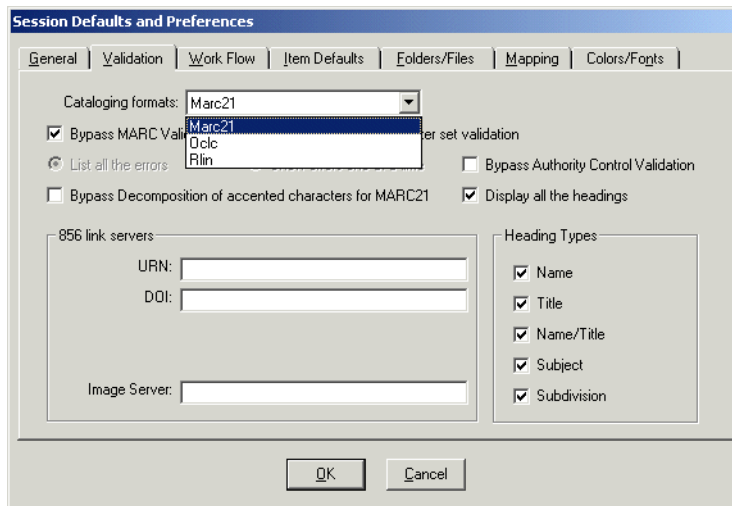 Session Defaults and Preferences
General Validation Work Flow Item Defaults Folders/Files Mapping Colors/Fonts
Cataloging formats: Marc21
Marc21
Oclc
Rlin
Bypass MARC Vali er set validation
List all the errors Bypass Authority Control Validation
Bypass Decomposition of accented characters for MARC21 Display all the headings
856 link servers Heading Types
URN: Name
DOI: Title
Name/Title
Subject
Image Server: Subdivision
OK Cancel